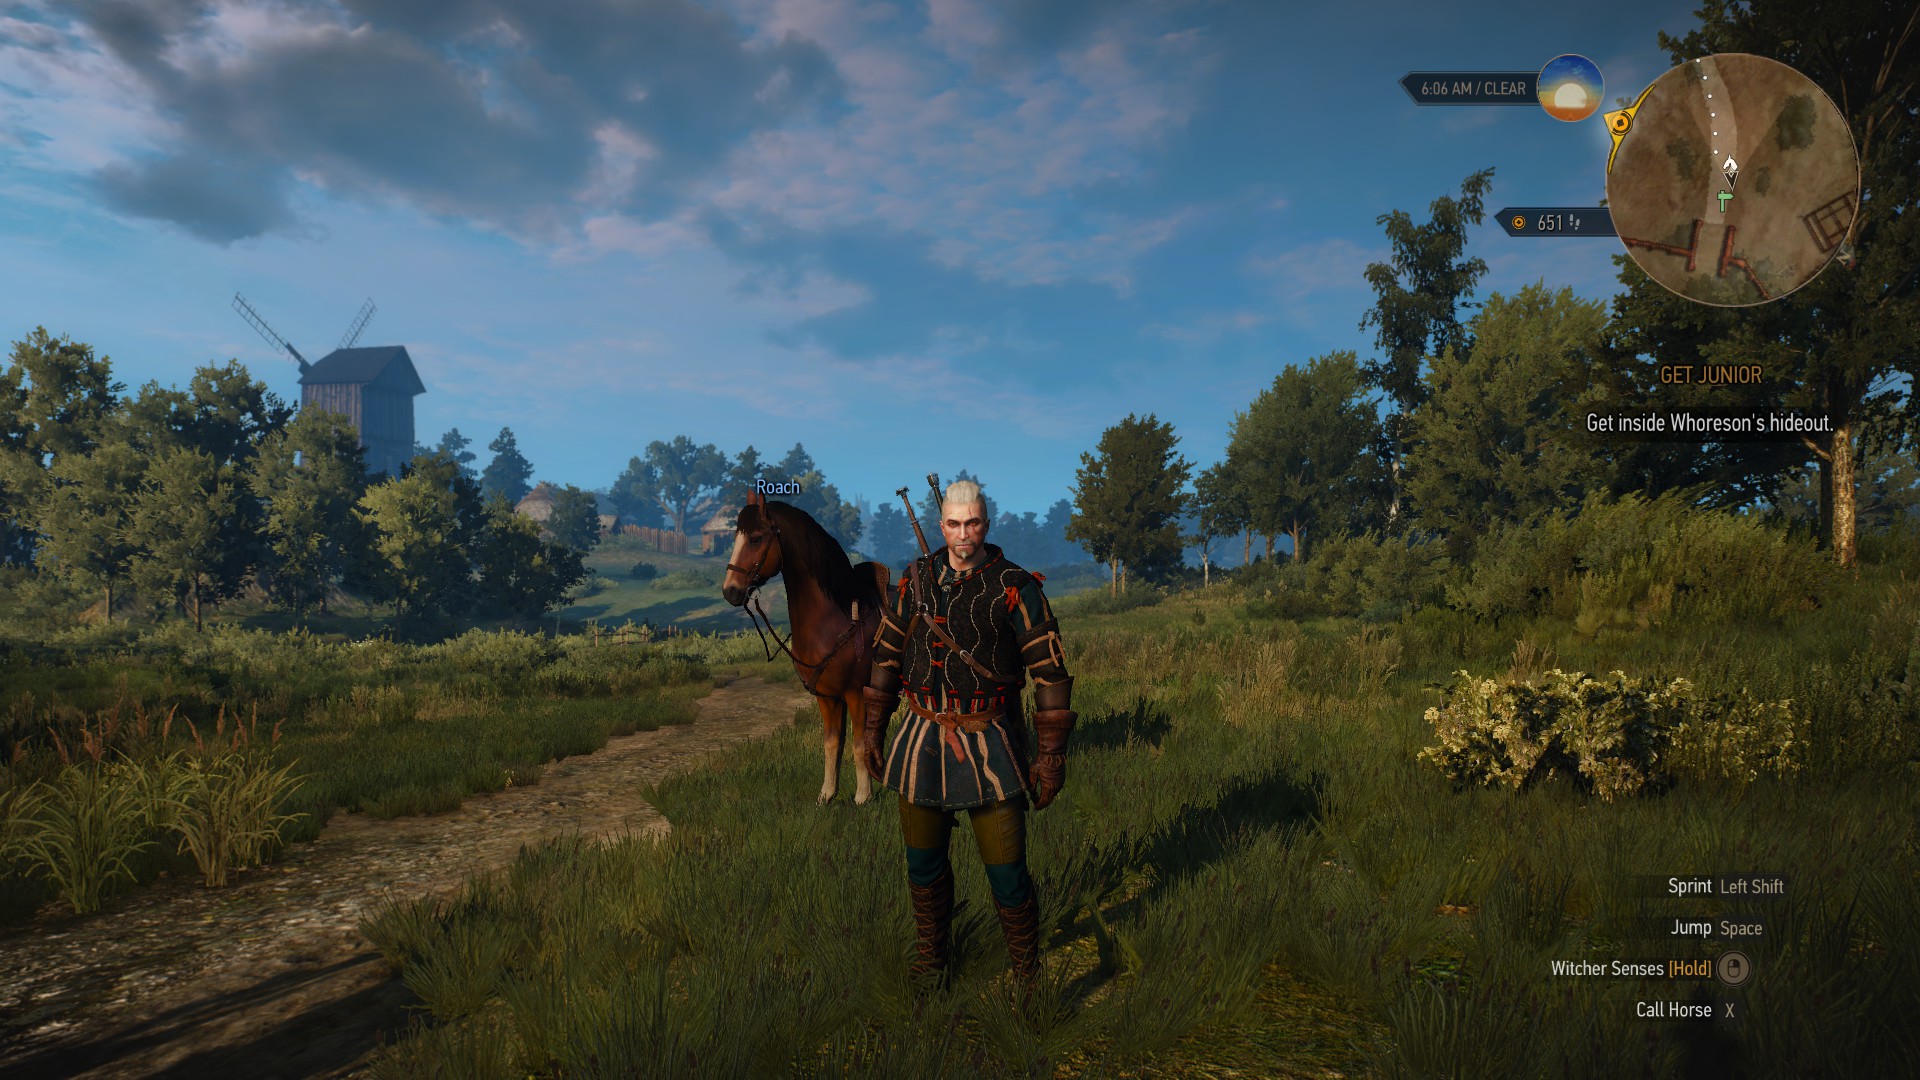 6:06 AM / CLEAR
651
GET JUNIOR
Get inside Whoreson's hideout.
Roach
Sprint Left Shift
Jump Space
Witcher Senses [Hold]
Call Horse X